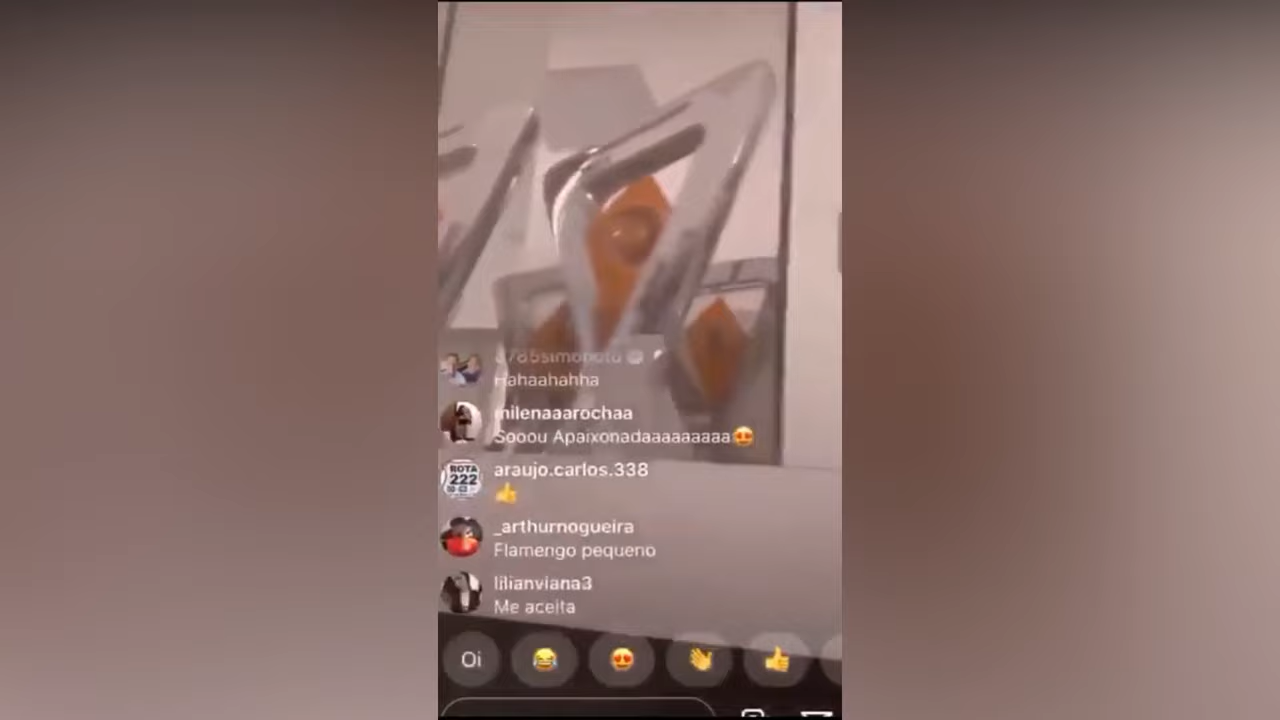 Hahaahahha
milenaaarochaa
Sooou Apaixonadaaaaaaaaa😍
araujo.carlos.338
ROTA
222
👍
_arthurnogueira
Flamengo pequeno
lilianviana3
Me aceita
Oi 😂 😍 👋 👍